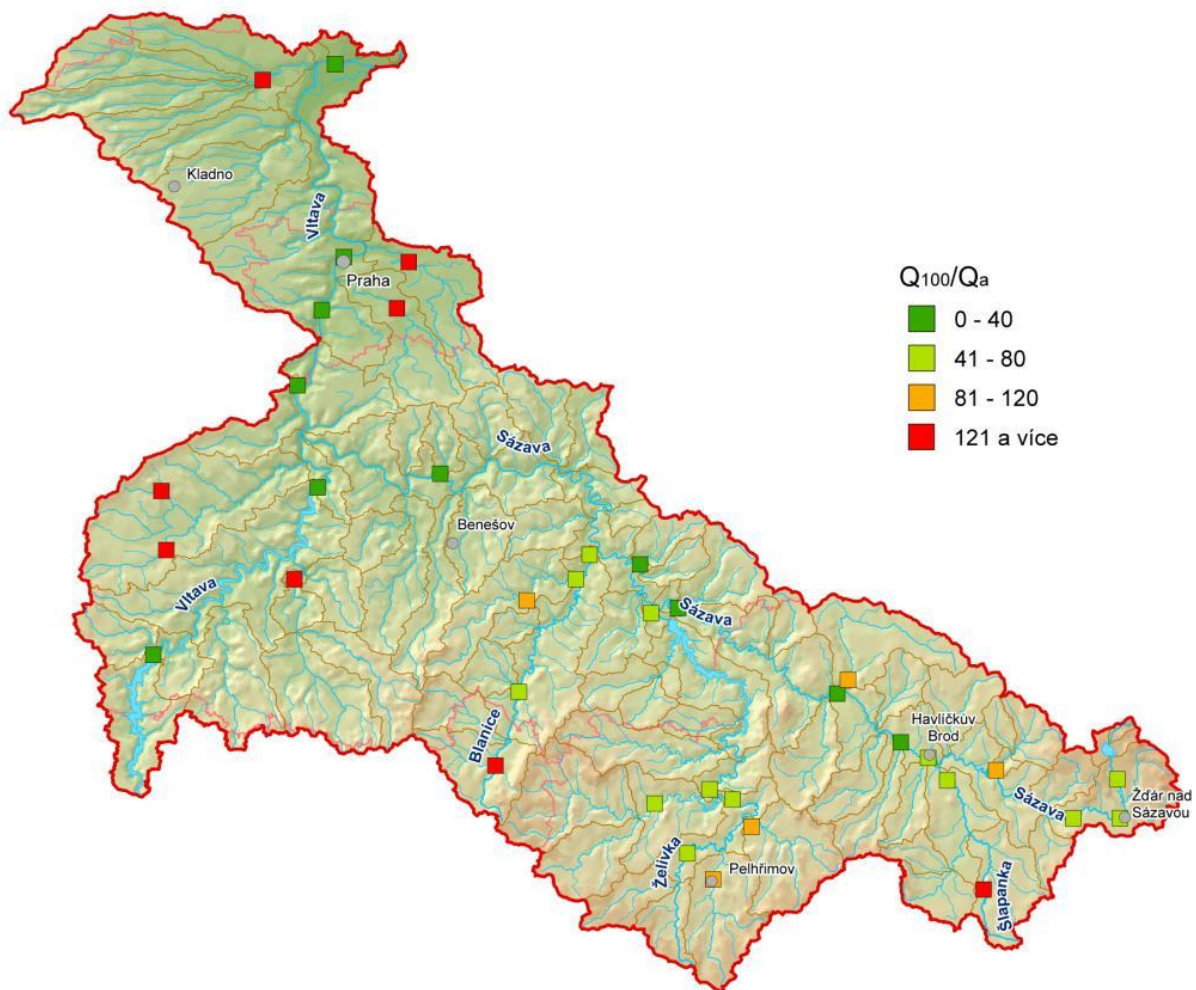 Kladno
Vltava
Praha
Q100/Qa
0 - 40
41 - 80
81 - 120
121 a více
Sázava
Benešov
Vltava
Sázava
Blanice
Havlíčkův
Brod
Sázava
Žďár nad
Sázavou
Želivka
Pelhřimov
Šlapanka